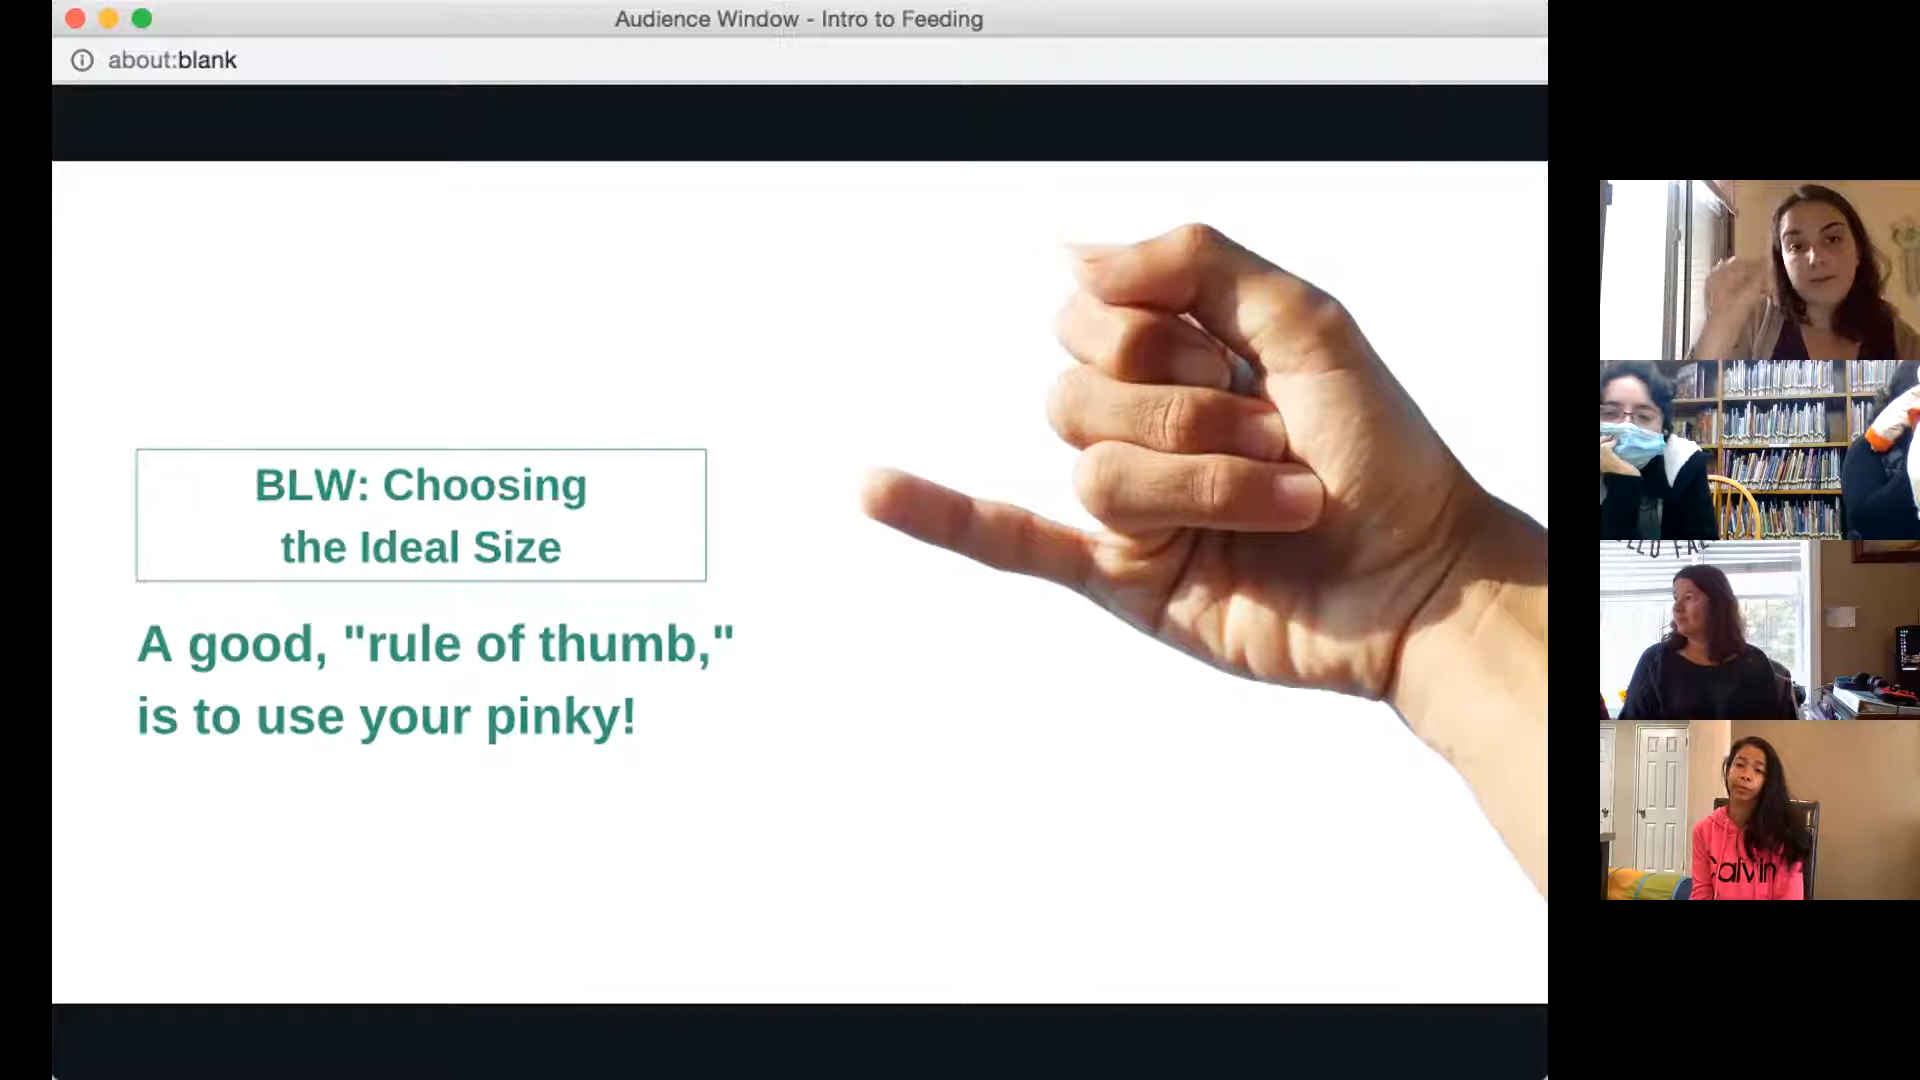 Audience Window - Intro to Feeding
about:blank
BLW: Choosing
the Ideal Size
A good, "rule of thumb,"
is to use your pinky!
Calvin